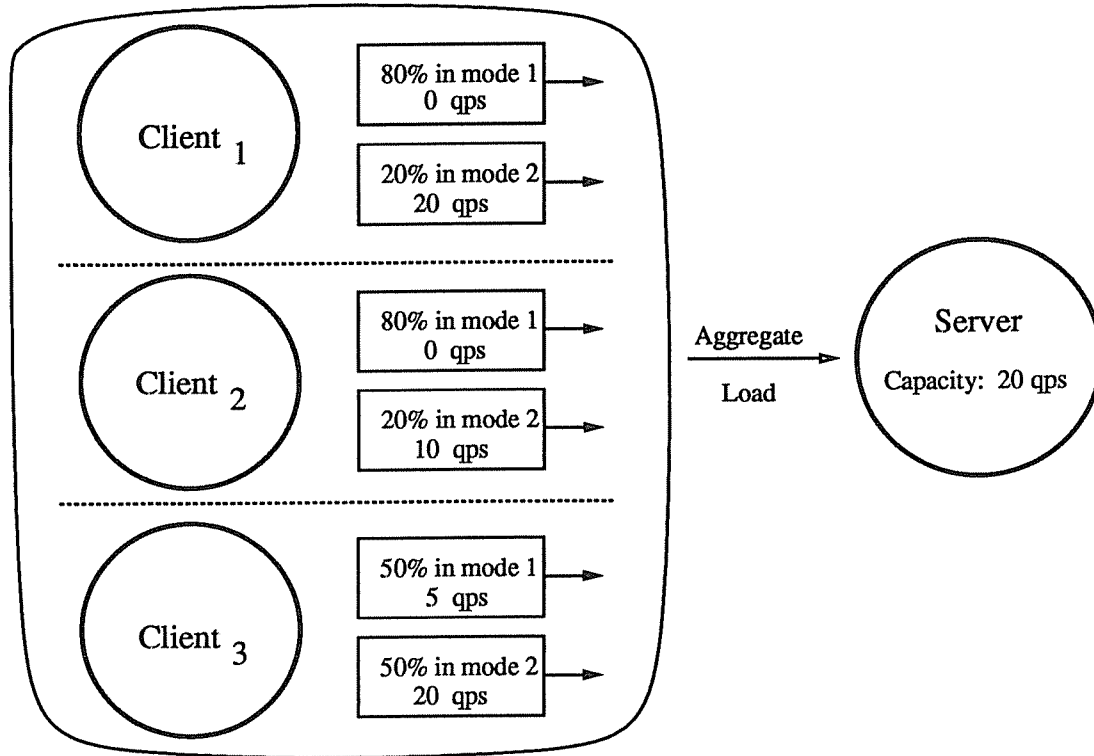 Client 1
80% in mode 1
0 qps
20% in mode 2
20 qps
Client 2
80% in mode 1
0 qps
20% in mode 2
10 qps
Client 3
50% in mode 1
5 qps
50% in mode 2
20 qps
Aggregate
Load
Server
Capacity: 20 qps